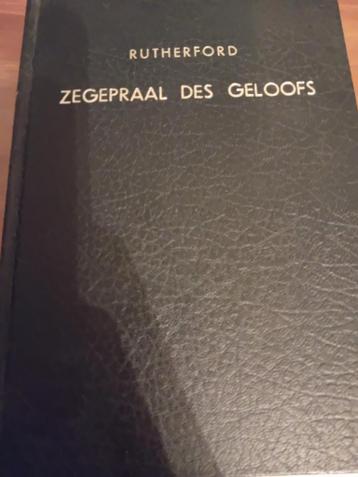 RUTHERFORD
ZEGEPRAAL DES GELOOFS